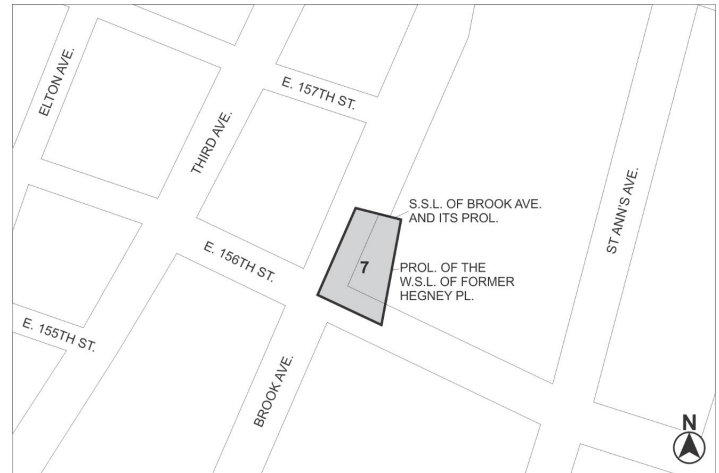 ELTON AVE.
THIRD AVE.
E. 157TH ST.
S.S.L. OF BROOK AVE.
AND ITS PROL.
ST ANN'S AVE.
E. 156TH ST.
7
PROL. OF THE
W.S.L. OF FORMER
HEGNEY PL.
E. 155TH ST.
BROOK AVE.
N